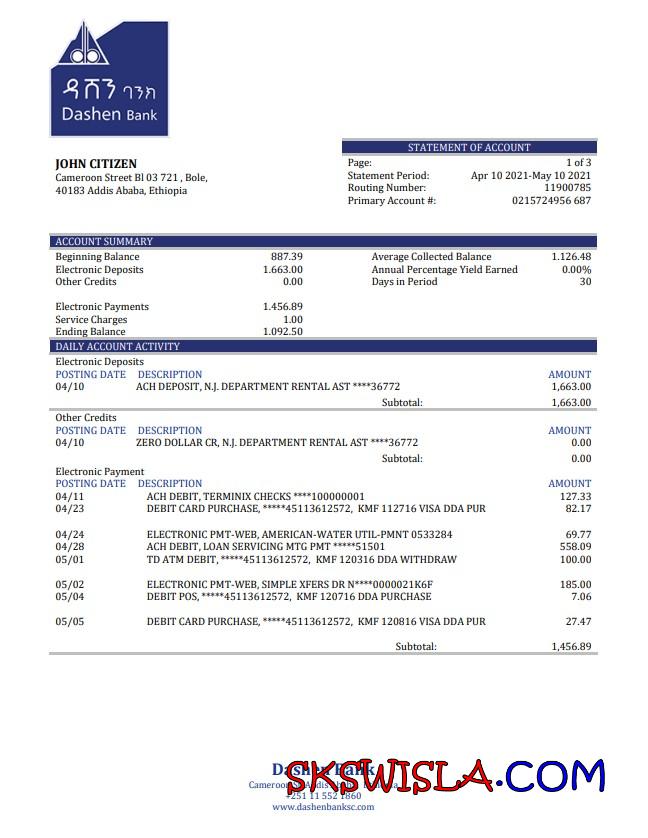 ዳሸን ባንክ
Dashen Bank
STATEMENT OF ACCOUNT
JOHN CITIZEN
Cameroon Street Bl 03 721 , Bole,
40183 Addis Ababa, Ethiopia
Page: 1 of 3
Statement Period: Apr 10 2021-May 10 2021
Routing Number: 11900785
Primary Account #: 0215724956 687
ACCOUNT SUMMARY
Beginning Balance 887.39 Average Collected Balance 1.126.48
Electronic Deposits 1.663.00 Annual Percentage Yield Earned 0.00%
Other Credits 0.00 Days in Period 30
Electronic Payments 1.456.89
Service Charges 1.00
Ending Balance 1.092.50
DAILY ACCOUNT ACTIVITY
Electronic Deposits
POSTING DATE DESCRIPTION AMOUNT
04/10 ACH DEPOSIT, N.J. DEPARTMENT RENTAL AST ****36772 1,663.00
Subtotal: 1,663.00
Other Credits
POSTING DATE DESCRIPTION AMOUNT
04/10 ZERO DOLLAR CR, N.J. DEPARTMENT RENTAL AST ****36772 0.00
Subtotal: 0.00
Electronic Payment
POSTING DATE DESCRIPTION AMOUNT
04/11 ACH DEBIT, TERMINIX CHECKS ****100000001 127.33
04/23 DEBIT CARD PURCHASE, *****45113612572, KMF 112716 VISA DDA PUR 82.17
04/24 ELECTRONIC PMT-WEB, AMERICAN-WATER UTIL-PMNT 0533284 69.77
04/28 ACH DEBIT, LOAN SERVICING MTG PMT *****51501 558.09
05/01 TD ATM DEBIT, *****45113612572, KMF 120316 DDA WITHDRAW 100.00
05/02 ELECTRONIC PMT-WEB, SIMPLE XFERS DR N****0000021K6F 185.00
05/04 DEBIT POS, *****45113612572, KMF 120716 DDA PURCHASE 7.06
05/05 DEBIT CARD PURCHASE, *****45113612572, KMF 120816 VISA DDA PUR 27.47
Subtotal: 1,456.89
Dashen Bank
SKSWISLA.COM
+251 11 552 1860
www.dashenbanksc.com